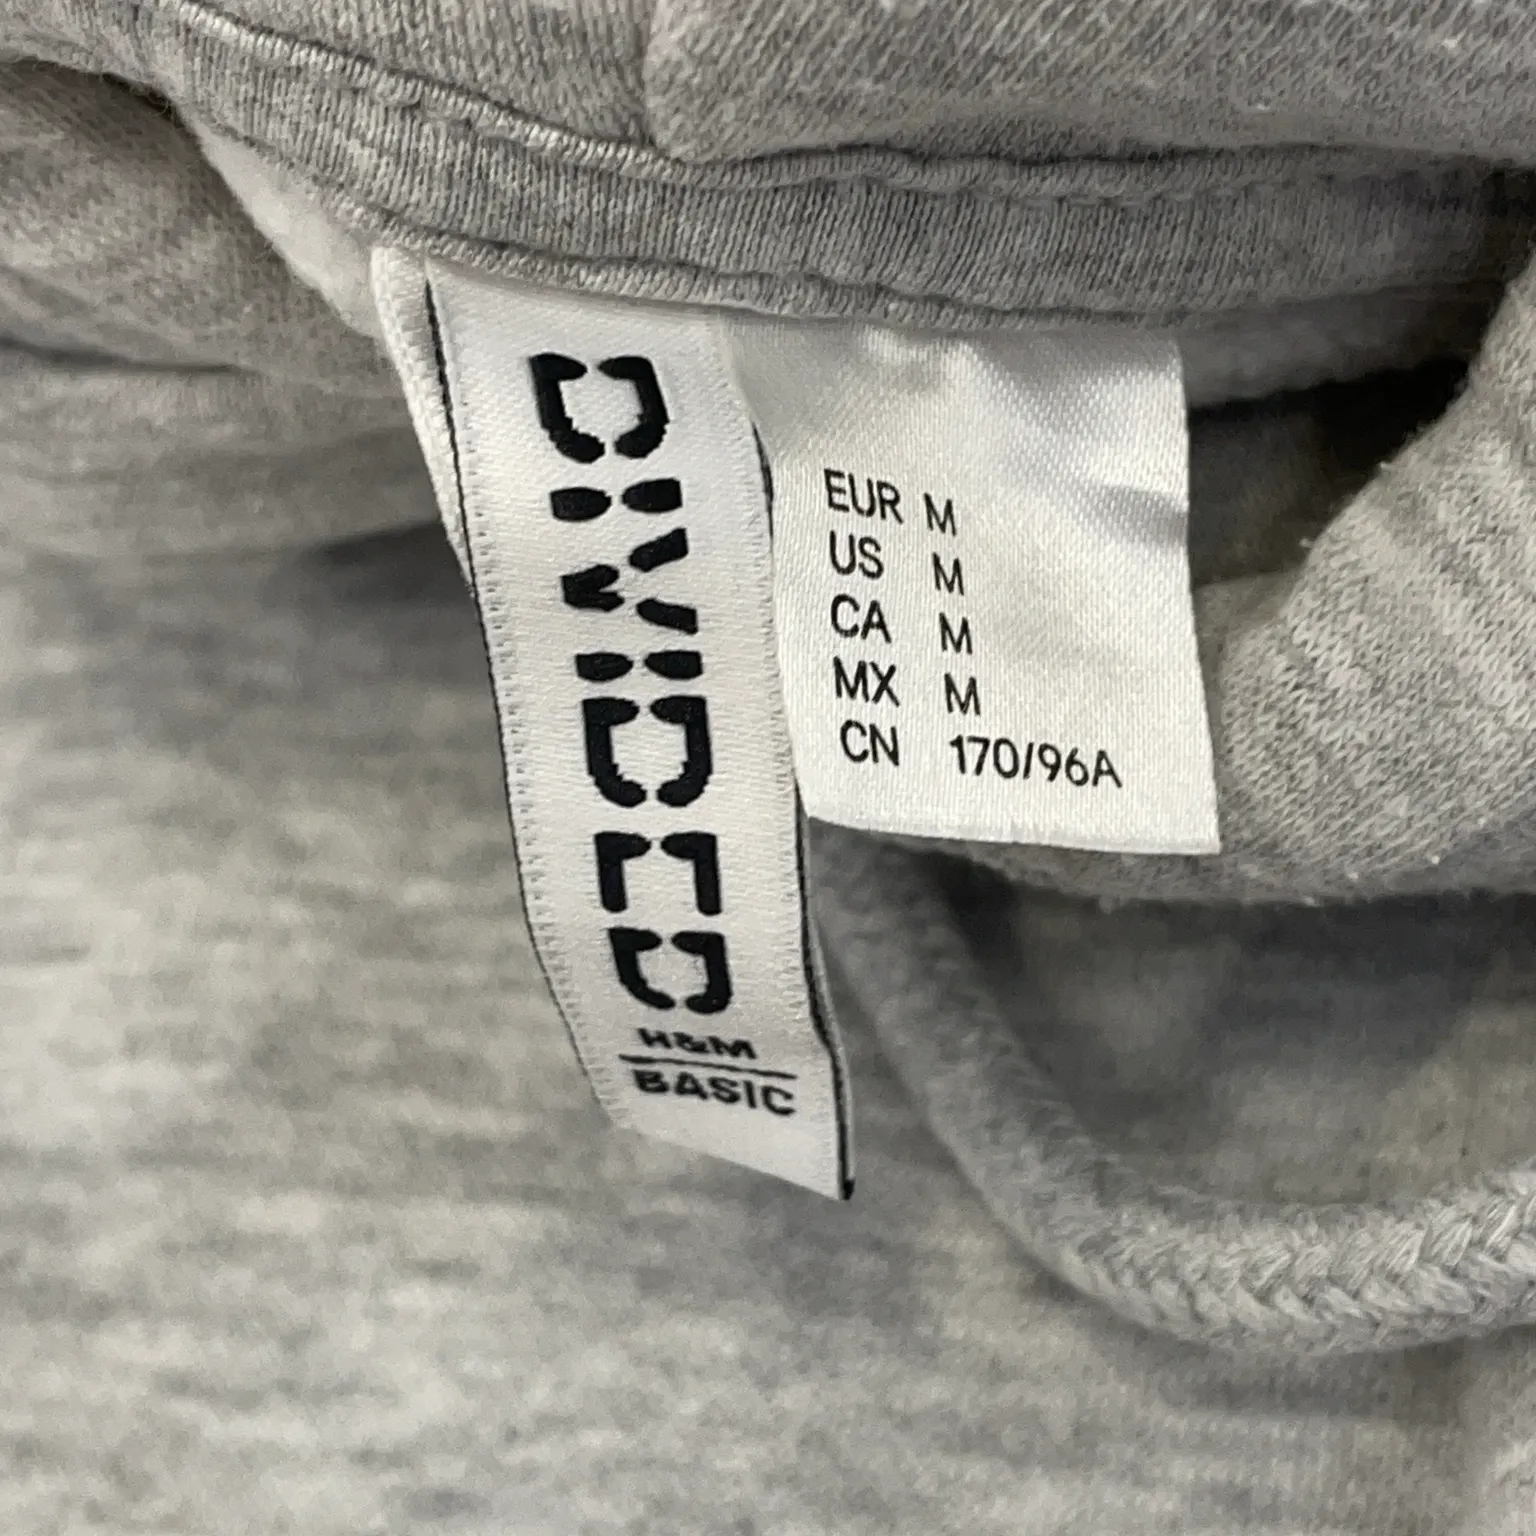 DIVIDED
H&M
BASIC
EUR M
US M
CA M
MX M
CN 170/96A